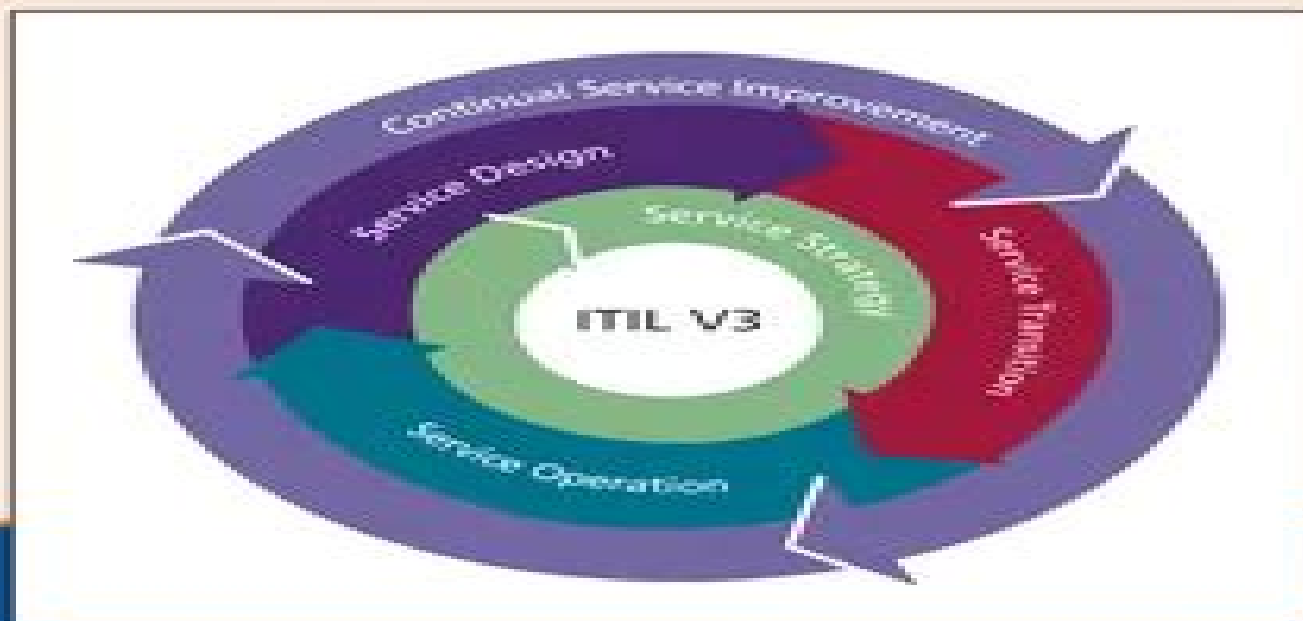 Continual Service Improvement
Service Design
Service Strategy
Service Transition
ITIL V3
Service Operation